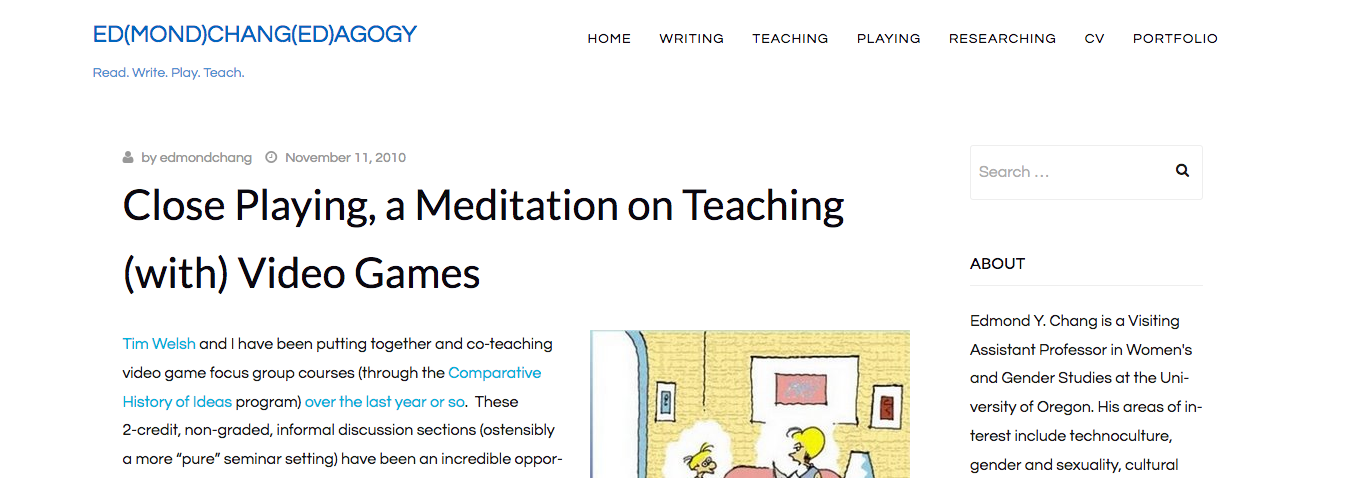 ED(MOND)CHANG(ED)AGOGY
Read. Write. Play. Teach.
HOME WRITING TEACHING PLAYING RESEARCHING CV PORTFOLIO
by edmondchang November 11, 2010
Close Playing, a Meditation on Teaching
(with) Video Games
Tim Welsh and I have been putting together and co-teaching
video game focus group courses (through the Comparative
History of Ideas program) over the last year or so. These
2-credit, non-graded, informal discussion sections (ostensibly
a more “pure” seminar setting) have been an incredible oppor-
Search …
ABOUT
Edmond Y. Chang is a Visiting
Assistant Professor in Women's
and Gender Studies at the Uni-
versity of Oregon. His areas of in-
terest include technoculture,
gender and sexuality, cultural